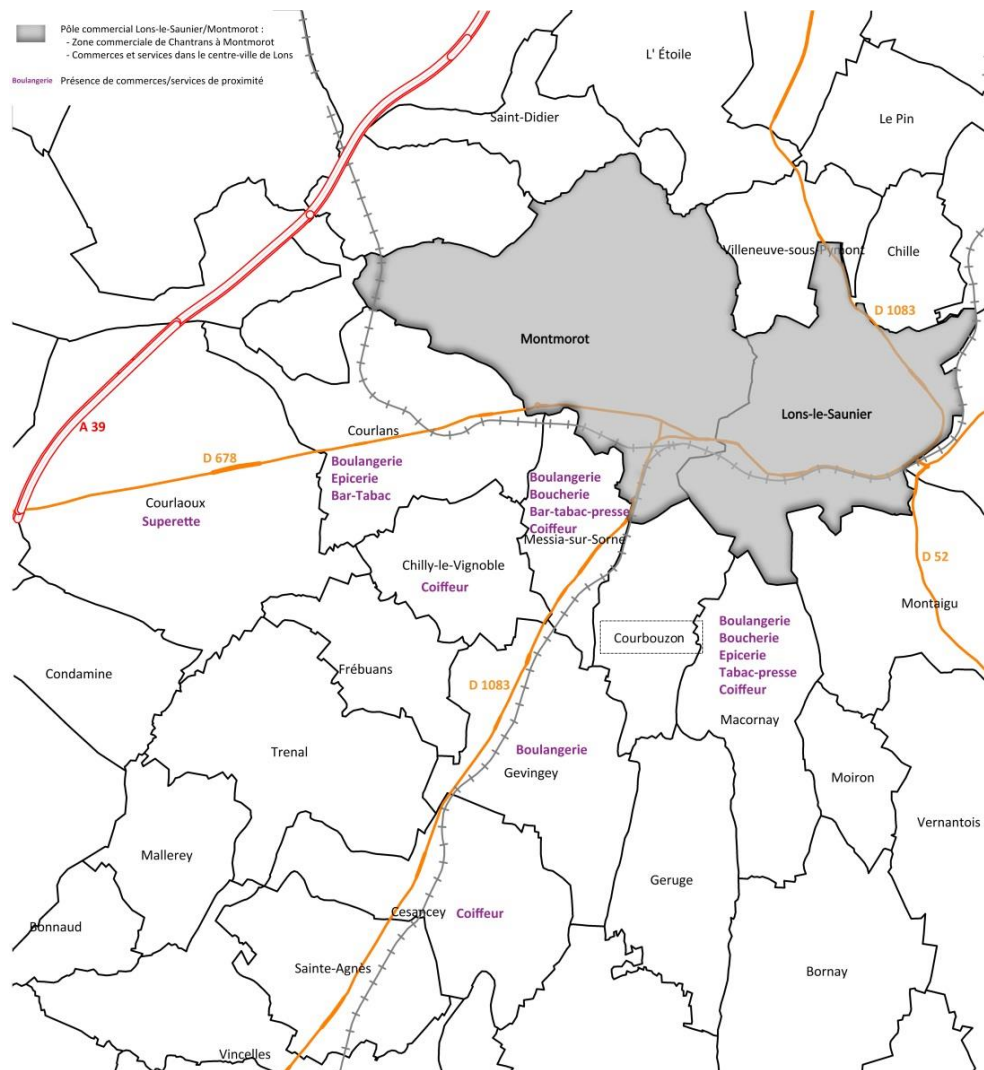 Pôle commercial Lons-le-Saunier/Montmorot :
- Zone commerciale de Chantrans à Montmorot
- Commerces et services dans le centre-ville de Lons
Boulangerie Présence de commerces/services de proximité
L' Étoile
Saint-Didier
Le Pin
Villeneuve-sous-Pymont
Chille
D 1083
Montmorot
Lons-le-Saunier
A 39
Courlans
D 678
Boulangerie
Epicerie
Bar-Tabac
Boulangerie
Boucherie
Bar-tabac-presse
Coiffeur
Messia-sur-Sorne
Courlaoux
Superette
Chilly-le-Vignoble
Coiffeur
D 52
Montaigu
Courbouzon
Boulangerie
Boucherie
Epicerie
Tabac-presse
Coiffeur
Macornay
Condamine
Frébuans
D 1083
Trenal
Boulangerie
Gevingey
Moiron
Vernantois
Mallerey
Geruge
Bonnaud
Cesancey
Coiffeur
Sainte-Agnès
Bornay
Vincelles